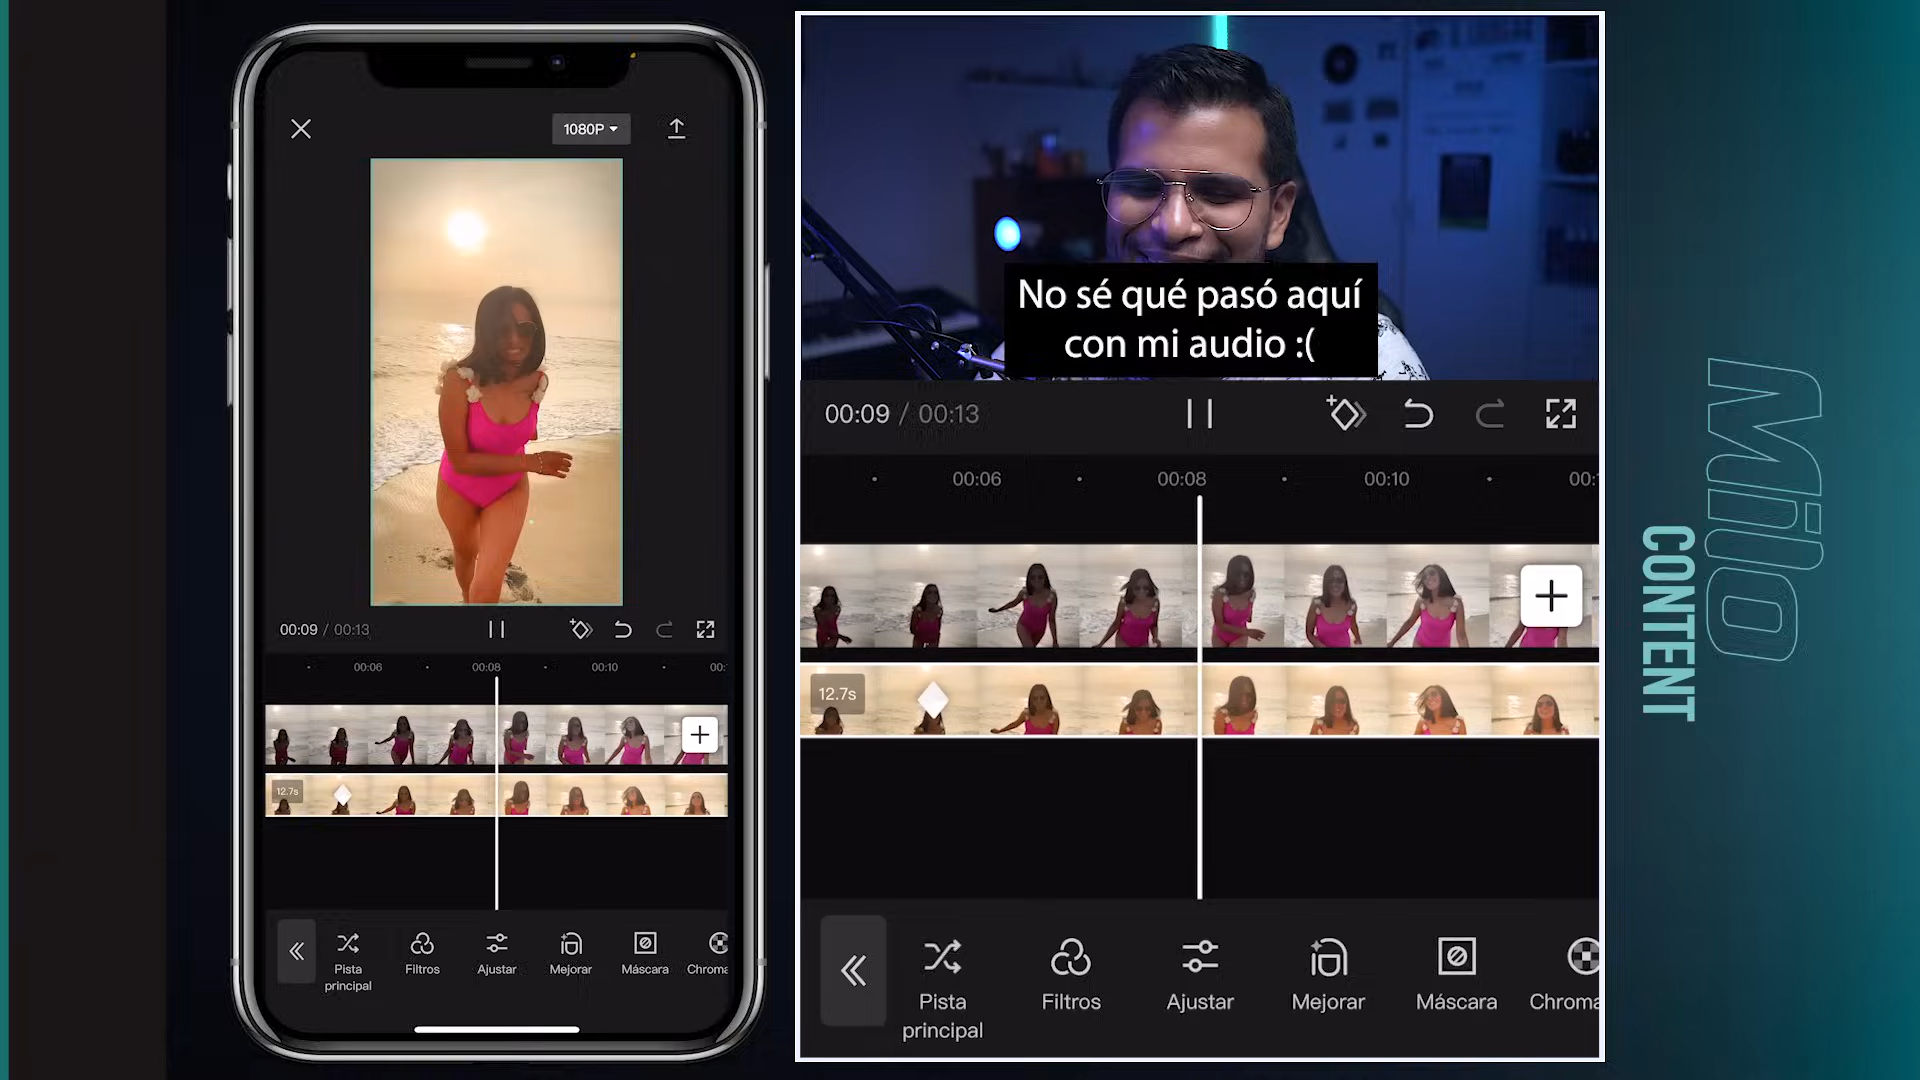 1080P
00:09 / 00:13
00:06
00:08
00:10
00:
12.7s
Pista
principal
Filtros
Ajustar
Mejorar
Máscara
Chroma
No sé qué pasó aquí
con mi audio :(
00:09 / 00:13
00:06
00:08
00:10
00:
12.7s
Pista
principal
Filtros
Ajustar
Mejorar
Máscara
Chroma
Milo
CONTENT